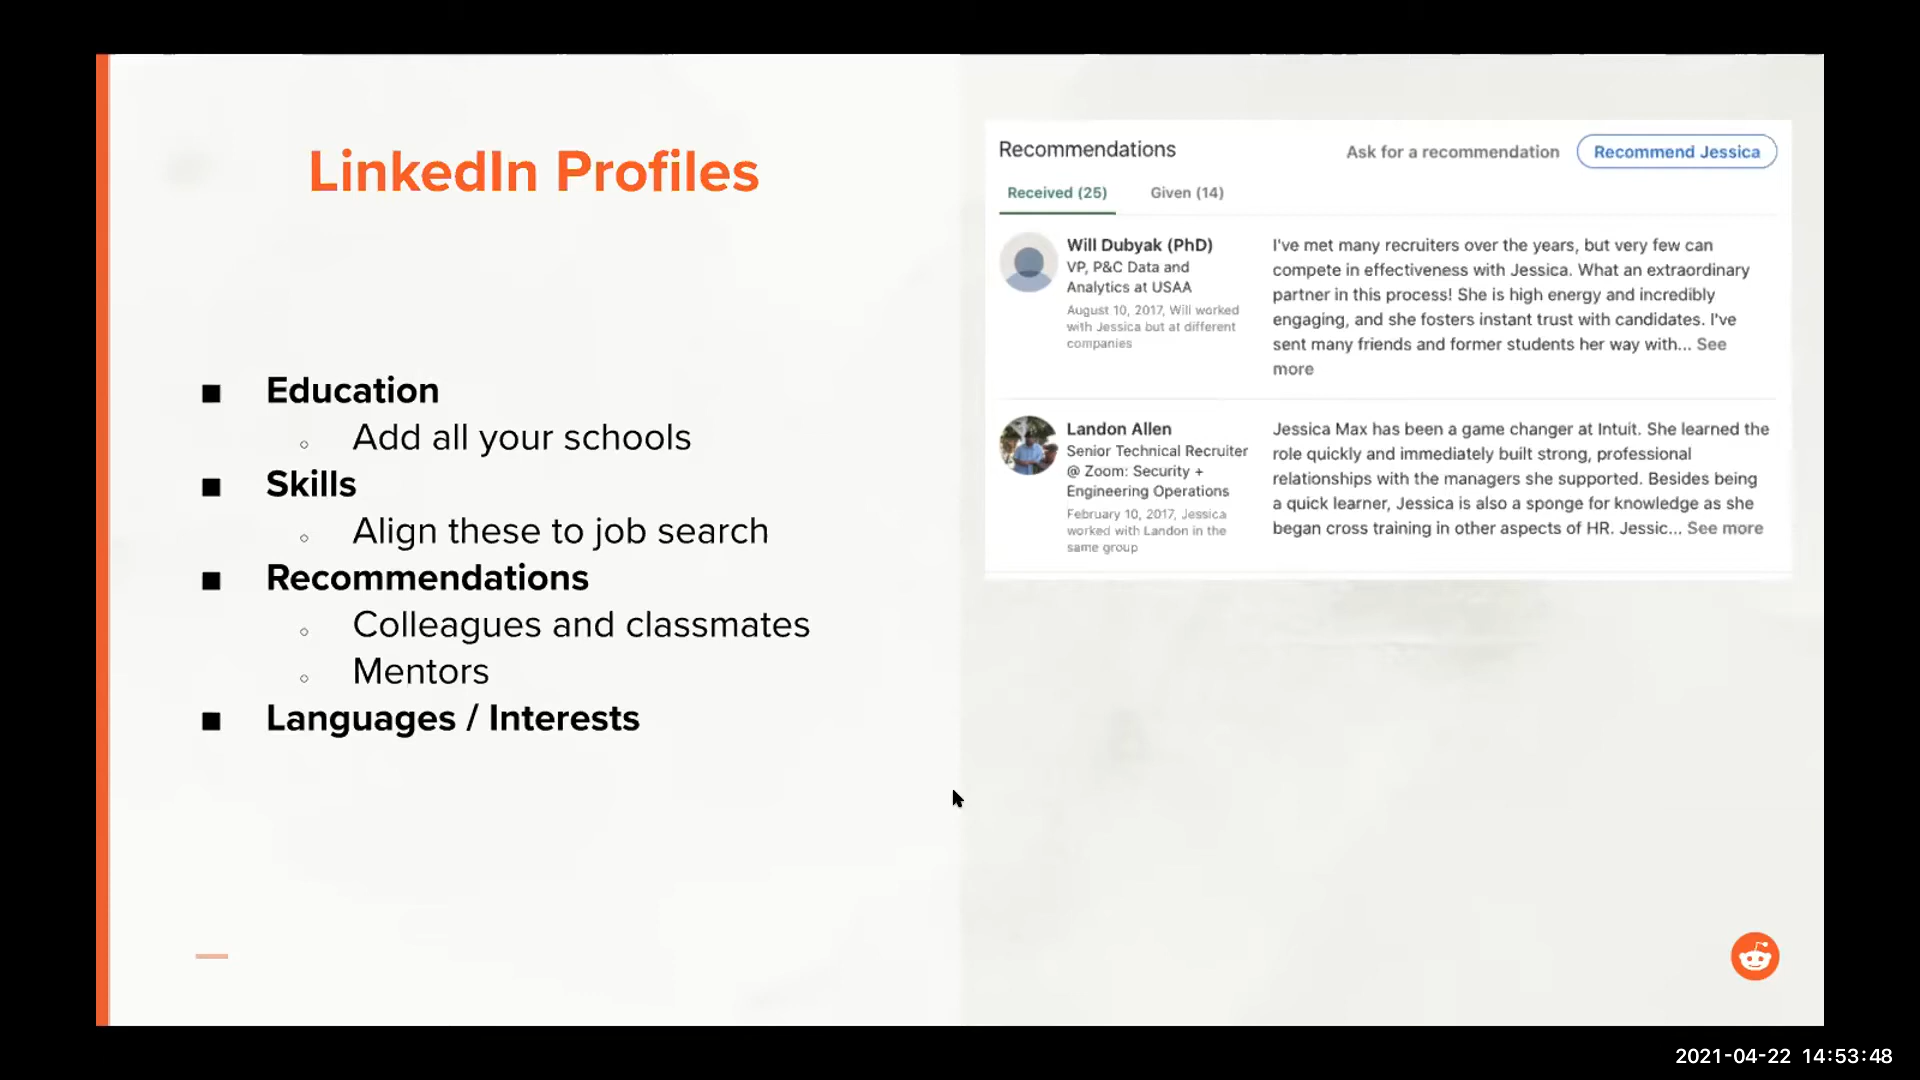 LinkedIn Profiles
■ Education
○ Add all your schools
■ Skills
○ Align these to job search
■ Recommendations
○ Colleagues and classmates
○ Mentors
■ Languages / Interests
Recommendations
Ask for a recommendation
Recommend Jessica
Received (25)
Given (14)
Will Dubyak (PhD)
VP, P&C Data and
Analytics at USAA
August 10, 2017, Will worked
with Jessica but at different
companies
I've met many recruiters over the years, but very few can
compete in effectiveness with Jessica. What an extraordinary
partner in this process! She is high energy and incredibly
engaging, and she fosters instant trust with candidates. I've
sent many friends and former students her way with... See
more
Landon Allen
Senior Technical Recruiter
@ Zoom: Security +
Engineering Operations
February 10, 2017, Jessica
worked with Landon in the
same group
Jessica Max has been a game changer at Intuit. She learned the
role quickly and immediately built strong, professional
relationships with the managers she supported. Besides being
a quick learner, Jessica is also a sponge for knowledge as she
began cross training in other aspects of HR. Jessic... See more
2021-04-22 14:53:48